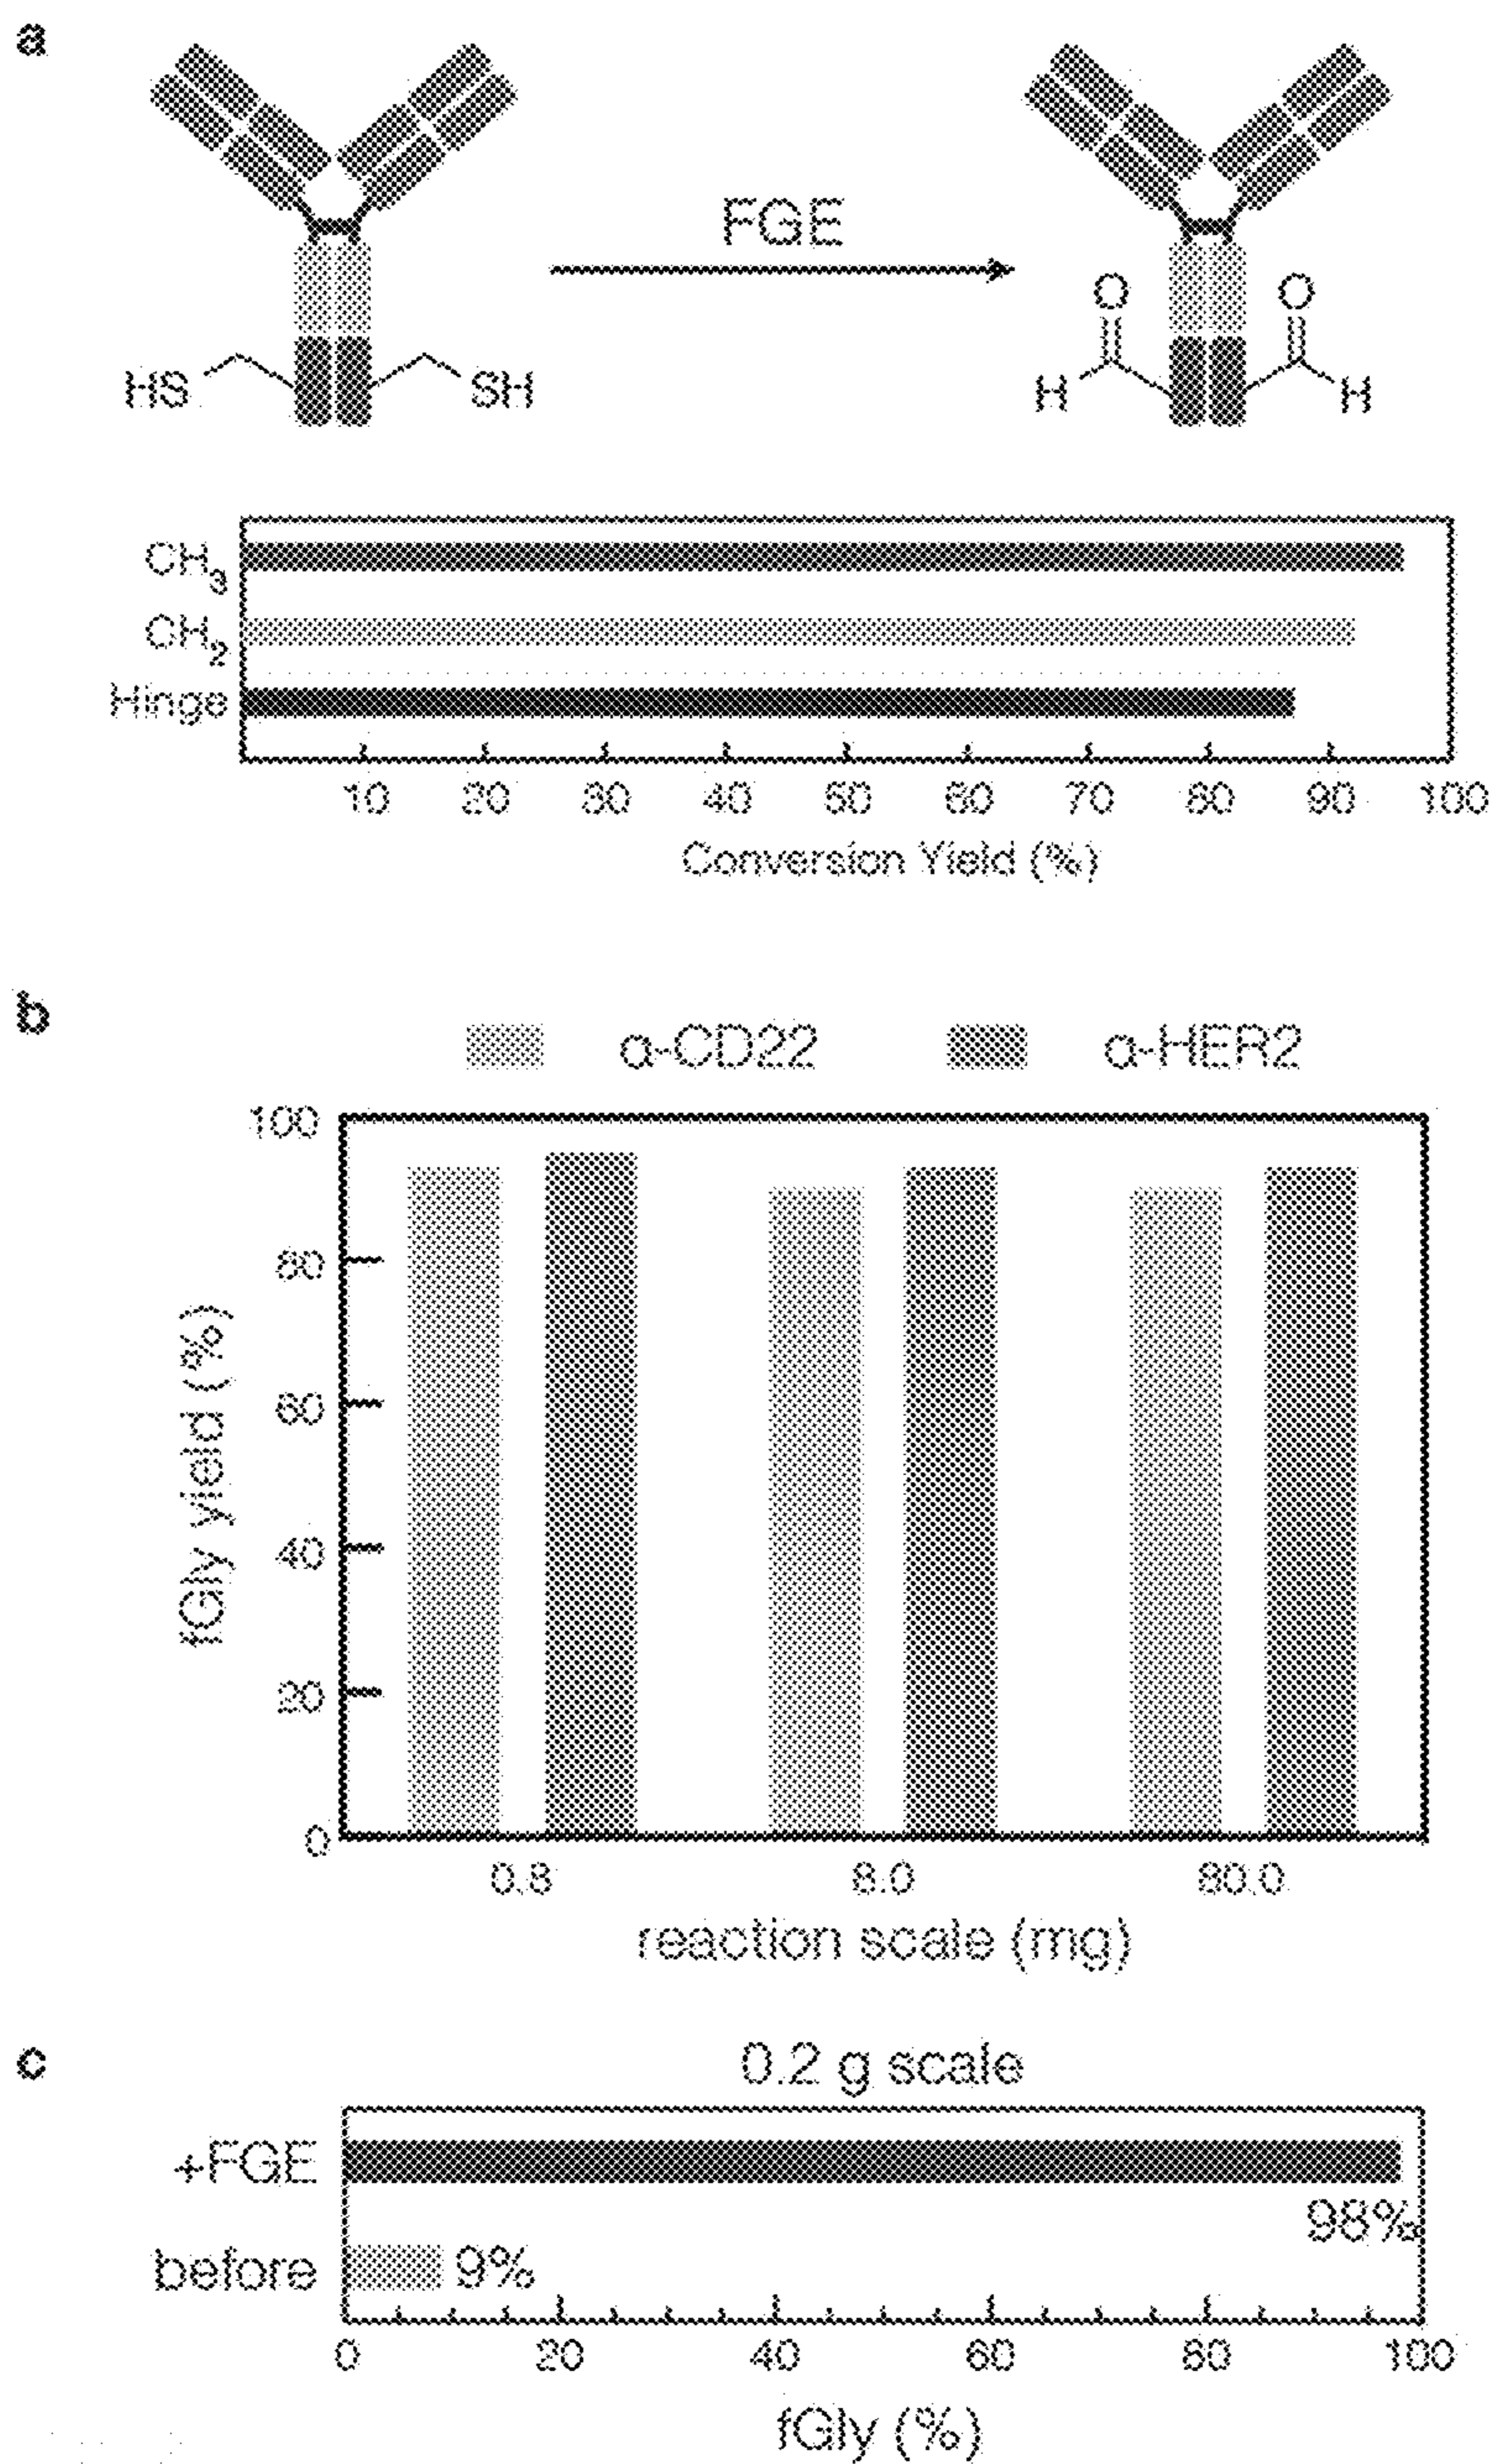 a
FGE
O O
HS SH H H
CH3
CH2
Hinge
10 20 30 40 50 60 70 80 90 100
Conversion Yield (%)
b
α-CD22 α-HER2
100
80
60
40
20
0
fGly yield (%)
0.8 8.0 80.0
reaction scale (mg)
c
0.2 g scale
+FGE
98%
before 9%
0 20 40 60 80 100
fGly (%)